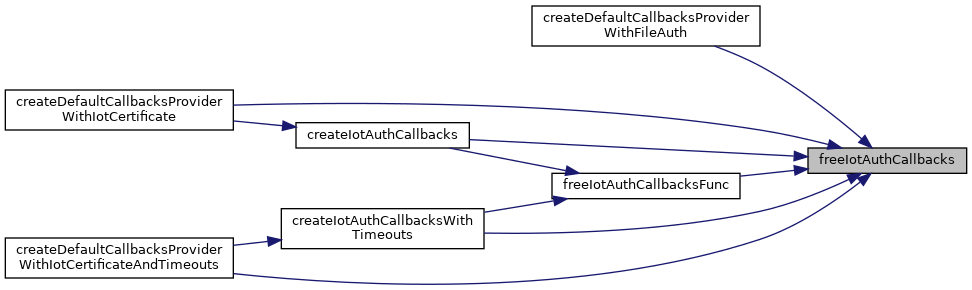 createDefaultCallbacksProvider
WithFileAuth
createDefaultCallbacksProvider
WithIotCertificate
createIotAuthCallbacks
freeIotAuthCallbacks
freeIotAuthCallbacksFunc
createIotAuthCallbacksWith
Timeouts
createDefaultCallbacksProvider
WithIotCertificateAndTimeouts